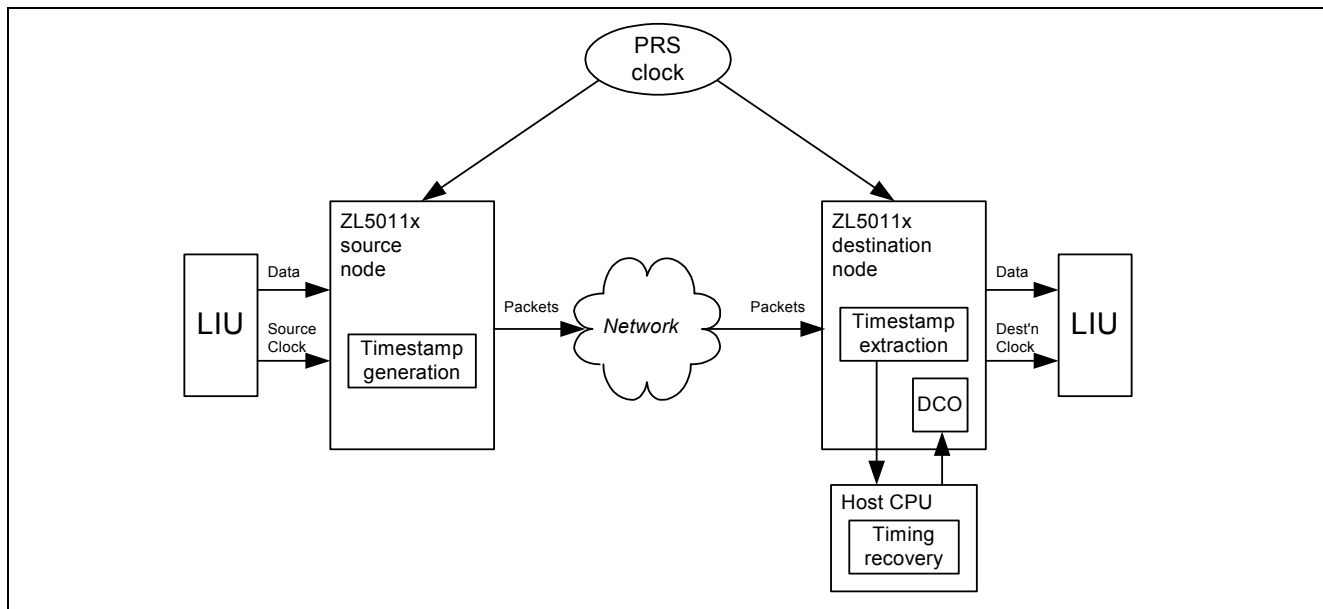 PRS
clock
ZL5011x
source
node
ZL5011x
destination
node
LIU
Data
Source
Clock
Timestamp
generation
Packets
Network
Packets
Timestamp
extraction
DCO
Data
Dest'n
Clock
LIU
Host CPU
Timing
recovery